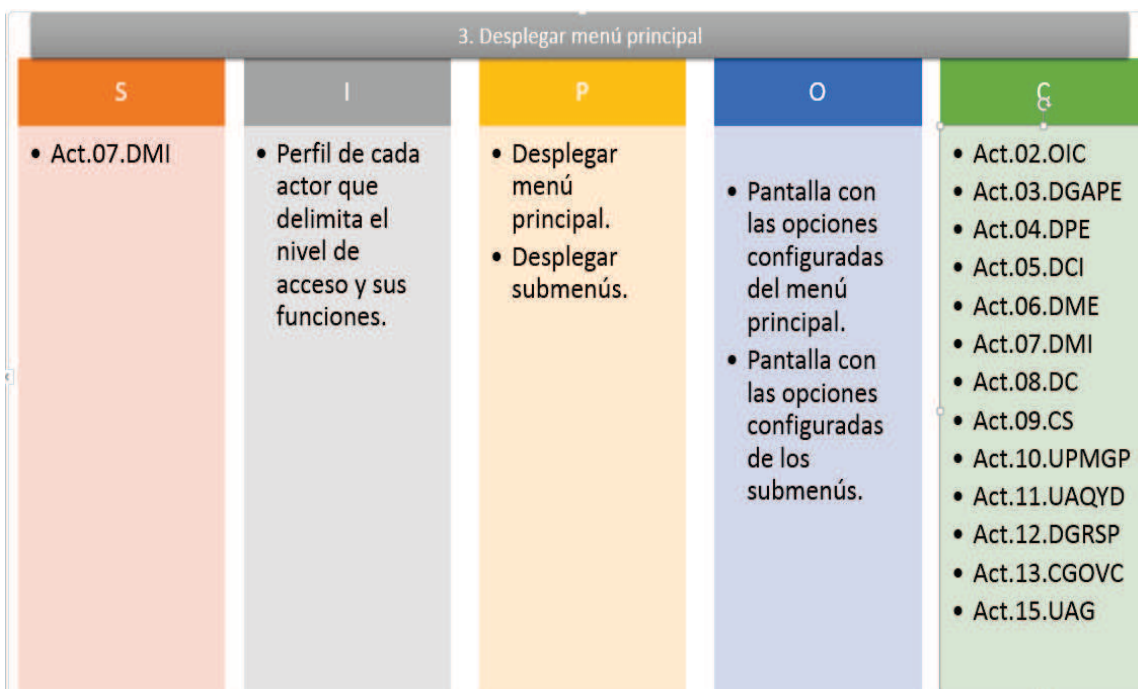 3. Desplegar menú principal
S
• Act.07.DMI
I
• Perfil de cada
actor que
delimita el
nivel de
acceso y sus
funciones.
P
• Desplegar
menú
principal.
• Desplegar
submenús.
O
• Pantalla con
las opciones
configuradas
del menú
principal.
• Pantalla con
las opciones
configuradas
de los
submenús.
C
• Act.02.OIC
• Act.03.DGAPE
• Act.04.DPE
• Act.05.DCI
• Act.06.DME
• Act.07.DMI
• Act.08.DC
• Act.09.CS
• Act.10.UPMGP
• Act.11.UAQYD
• Act.12.DGRSP
• Act.13.CGOVC
• Act.15.UAG